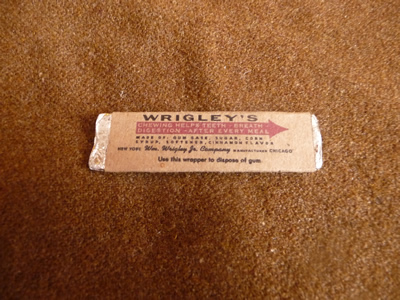 WRIGLEY'S
CHEWING HELPS TEETH - BREATH
DIGESTION - AFTER EVERY MEAL
MADE OF: GUM BASE, SUGAR, CORN
SYRUP, SOFTENER, CINNAMON FLAVOR
NEW YORK Wm. Wrigley Jr. Company CHICAGO
Use this wrapper to dispose of gum.